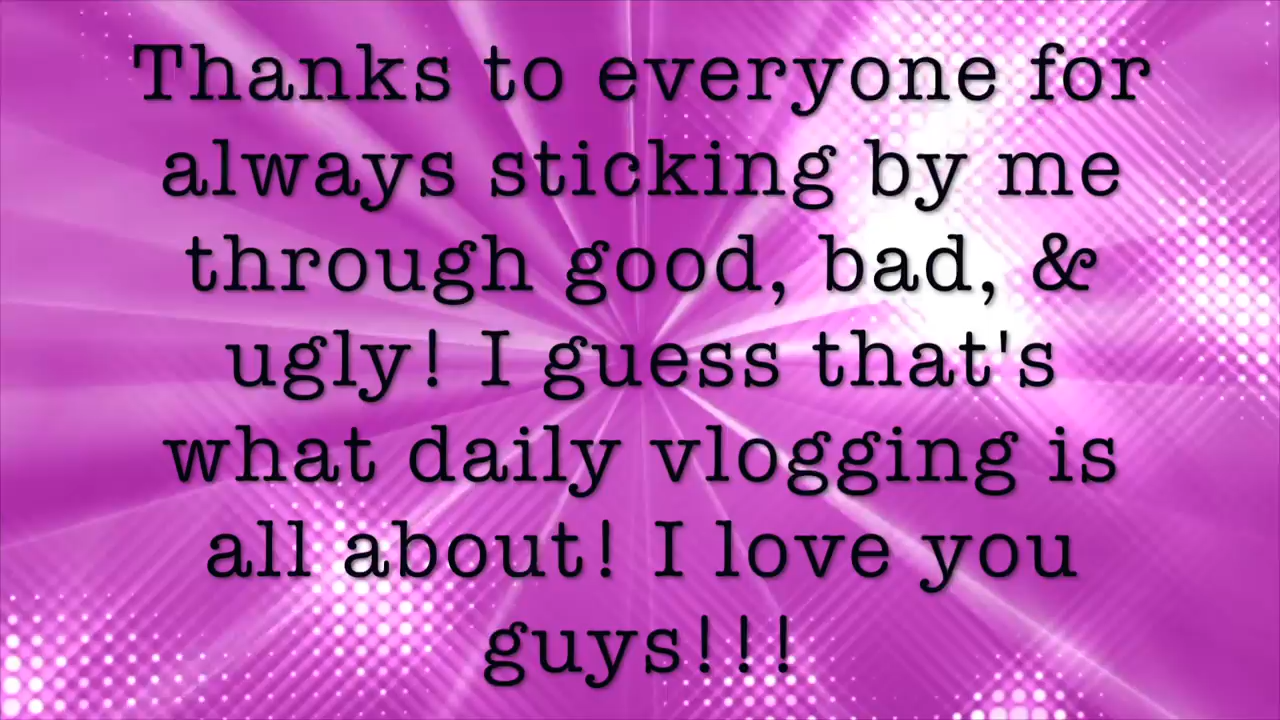 Thanks to everyone for
always sticking by me
through good, bad, &
ugly! I guess that's
what daily vlogging is
all about! I love you
guys!!!